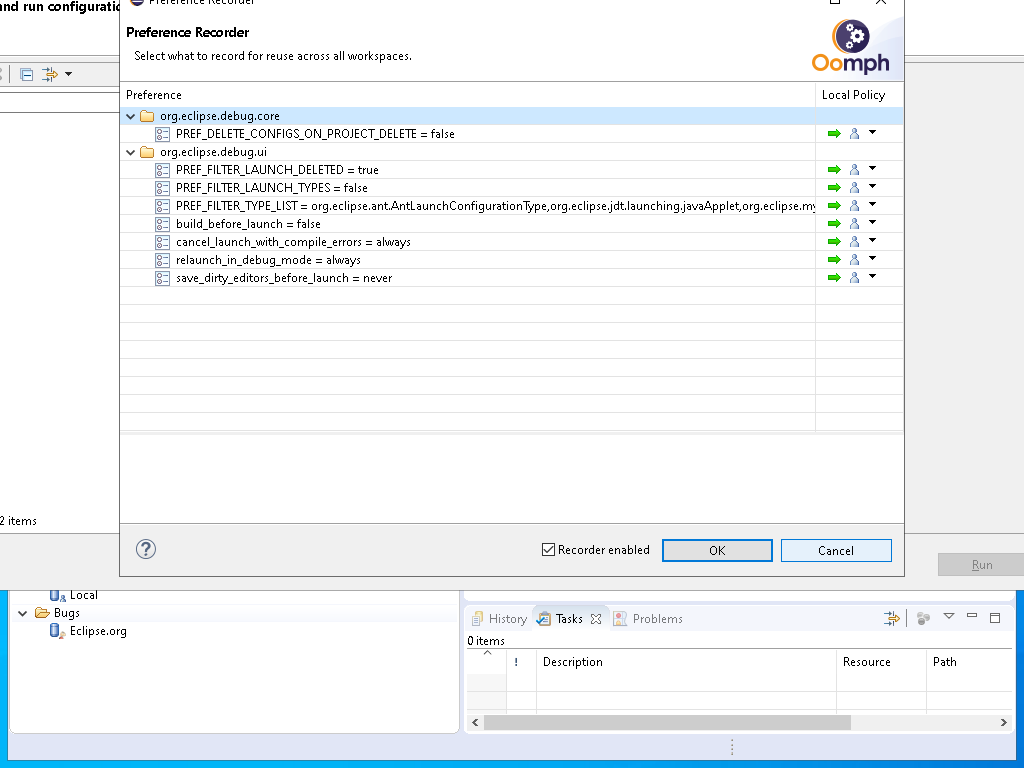 and run configuratio
Preference Recorder
Preference Recorder
Select what to record for reuse across all workspaces.
Oomph
Preference Local Policy
org.eclipse.debug.core
PREF_DELETE_CONFIGS_ON_PROJECT_DELETE = false
org.eclipse.debug.ui
PREF_FILTER_LAUNCH_DELETED = true
PREF_FILTER_LAUNCH_TYPES = false
PREF_FILTER_TYPE_LIST = org.eclipse.ant.AntLaunchConfigurationType,org.eclipse.jdt.launching.javaApplet,org.eclipse.my
build_before_launch = false
cancel_launch_with_compile_errors = always
relaunch_in_debug_mode = always
save_dirty_editors_before_launch = never
2 items
? Recorder enabled OK Cancel
Run
Local
Bugs
Eclipse.org
History Tasks Problems
0 items
! Description Resource Path